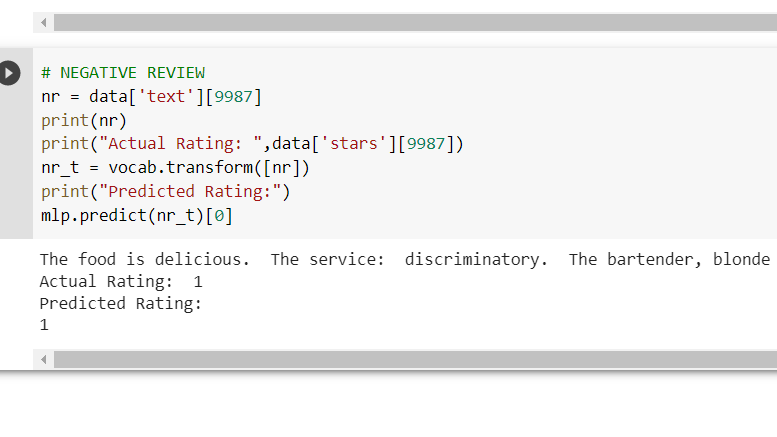 # NEGATIVE REVIEW
nr = data['text'][9987]
print(nr)
print("Actual Rating: ",data['stars'][9987])
nr_t = vocab.transform([nr])
print("Predicted Rating:")
mlp.predict(nr_t)[0]
The food is delicious.  The service:  discriminatory.  The bartender, blonde
Actual Rating:  1
Predicted Rating:
1